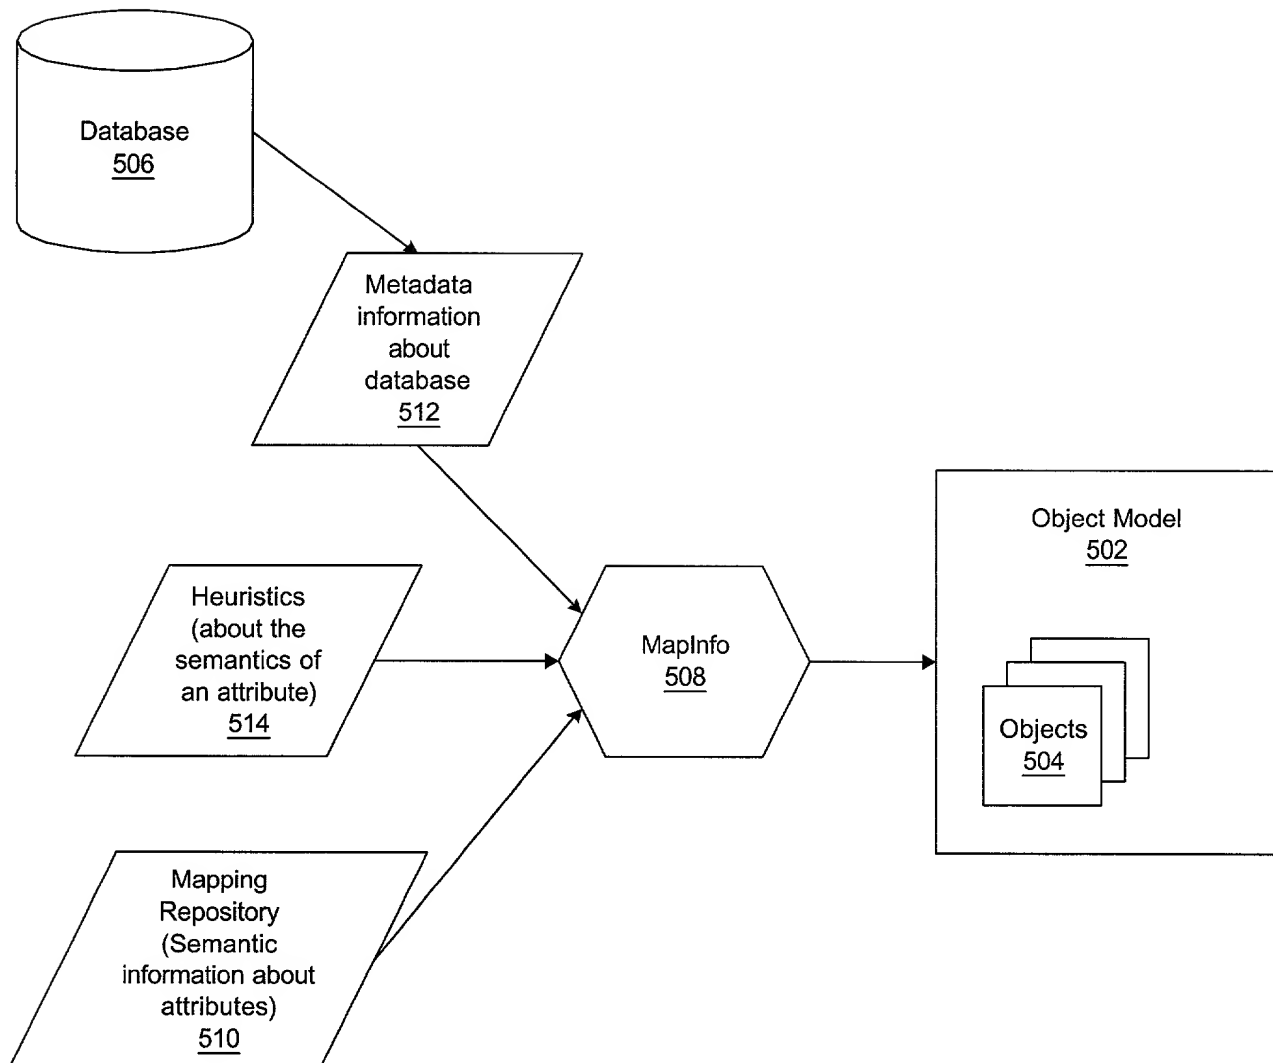 Database
506
Metadata
information
about
database
512
Heuristics
(about the
semantics of
an attribute)
514
MapInfo
508
Object Model
502
Objects
504
Mapping
Repository
(Semantic
information about
attributes)
510